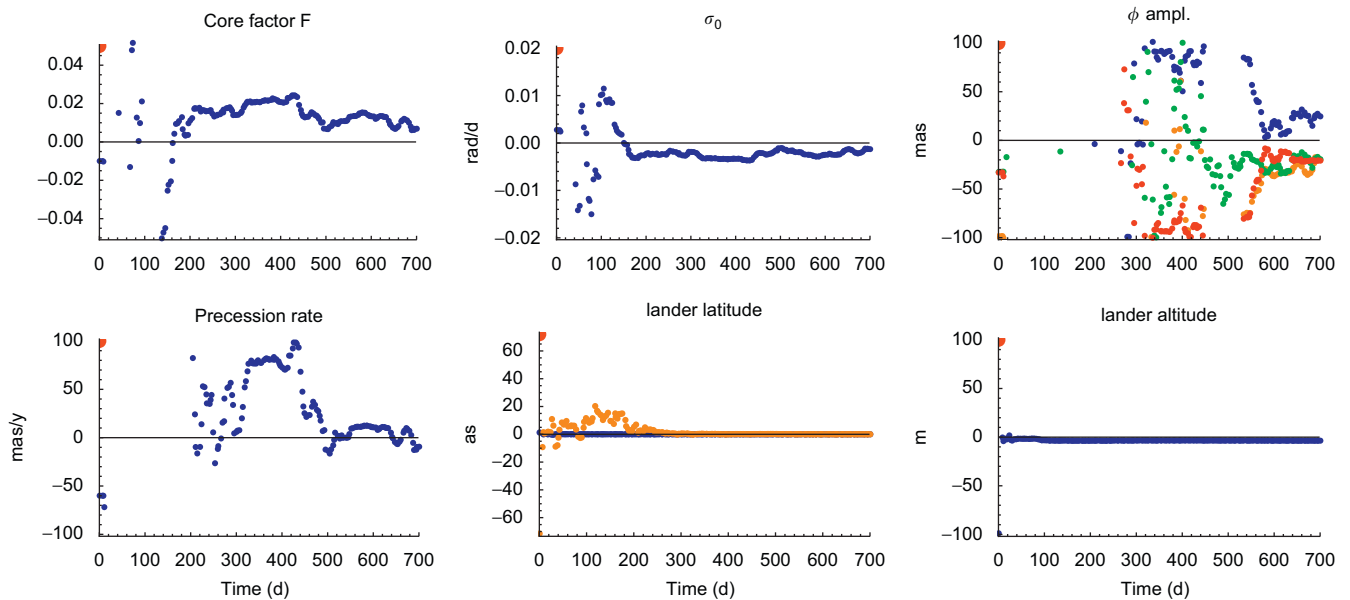 Core factor F
0.04
0.02
0.00
−0.02
−0.04
0 100 200 300 400 500 600 700
σ0
rad/d
0.02
0.01
0.00
−0.01
−0.02
0 100 200 300 400 500 600 700
ϕ ampl.
mas
100
50
0
−50
−100
0 100 200 300 400 500 600 700
Precession rate
mas/y
100
50
0
−50
−100
0 100 200 300 400 500 600 700
Time (d)
lander latitude
as
60
40
20
0
−20
−40
−60
0 100 200 300 400 500 600 700
Time (d)
lander altitude
m
100
50
0
−50
−100
0 100 200 300 400 500 600 700
Time (d)